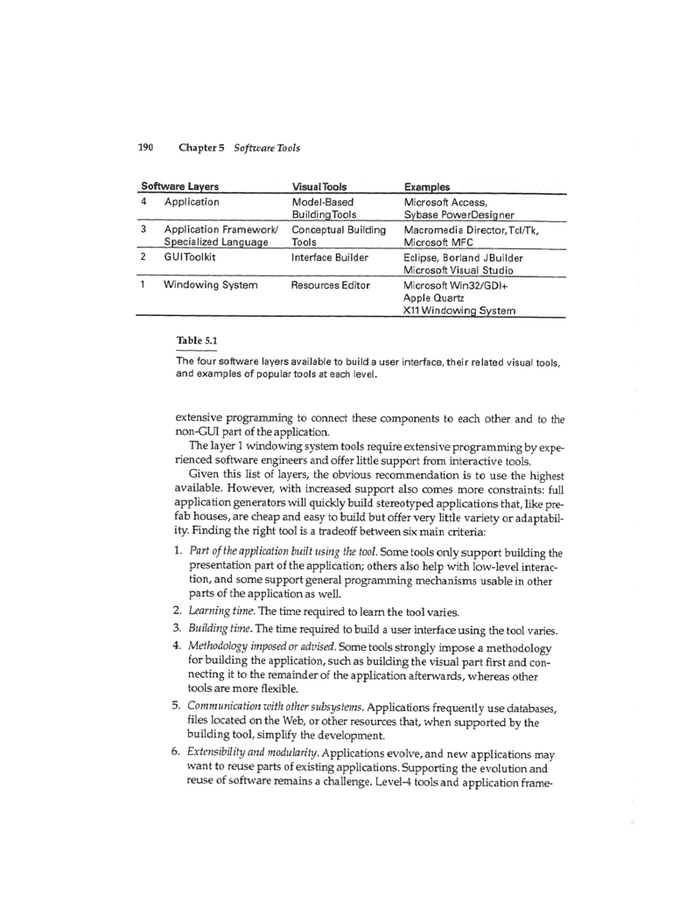 190 Chapter 5 Software Tools
Software Layers Visual Tools Examples
4 Application Model-Based Microsoft Access,
Building Tools Sybase PowerDesigner
3 Application Framework/ Conceptual Building Macromedia Director, Tcl/Tk,
Specialized Language Tools Microsoft MFC
2 GUI Toolkit Interface Builder Eclipse, Borland JBuilder
Microsoft Visual Studio
1 Windowing System Resources Editor Microsoft Win32/GDI+
Apple Quartz
X11 Windowing System
Table 5.1
The four software layers available to build a user interface, their related visual tools,
and examples of popular tools at each level.
extensive programming to connect these components to each other and to the
non-GUI part of the application.
The layer 1 windowing system tools require extensive programming by expe-
rienced software engineers and offer little support from interactive tools.
Given this list of layers, the obvious recommendation is to use the highest
available. However, with increased support also comes more constraints: full
application generators will quickly build stereotyped applications that, like pre-
fab houses, are cheap and easy to build but offer very little variety or adaptabil-
ity. Finding the right tool is a tradeoff between six main criteria:
1. Part of the application built using the tool. Some tools only support building the
presentation part of the application; others also help with low-level interac-
tion, and some support general programming mechanisms usable in other
parts of the application as well.
2. Learning time. The time required to learn the tool varies.
3. Building time. The time required to build a user interface using the tool varies.
4. Methodology imposed or advised. Some tools strongly impose a methodology
for building the application, such as building the visual part first and con-
necting it to the remainder of the application afterwards, whereas other
tools are more flexible.
5. Communication with other subsystems. Applications frequently use databases,
files located on the Web, or other resources that, when supported by the
building tool, simplify the development.
6. Extensibility and modularity. Applications evolve, and new applications may
want to reuse parts of existing applications. Supporting the evolution and
reuse of software remains a challenge. Level-4 tools and application frame-